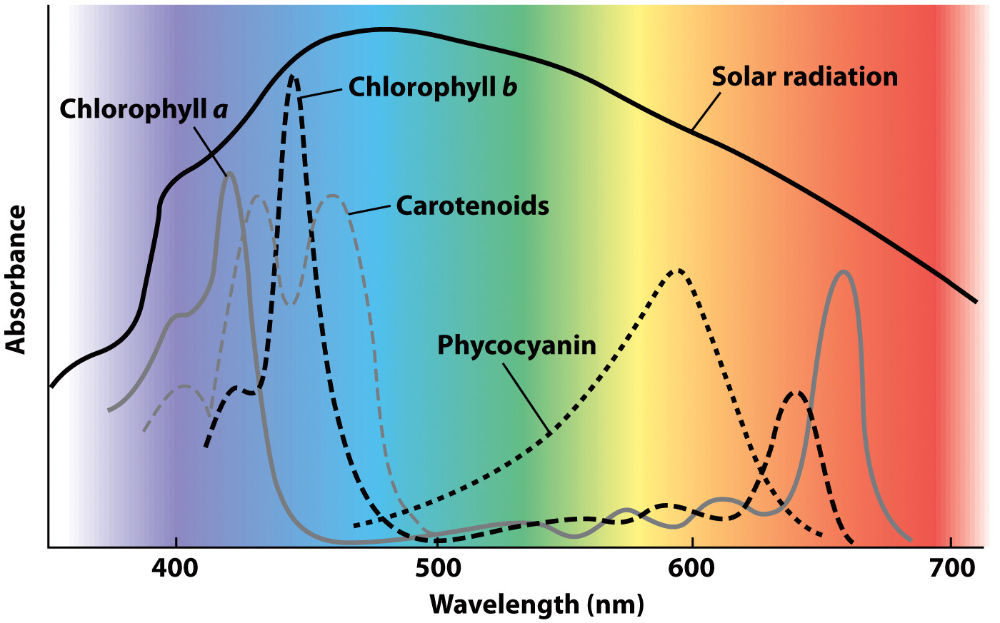 Solar radiation
Chlorophyll b
Chlorophyll a
Carotenoids
Phycocyanin
Absorbance
400
500
600
700
Wavelength (nm)